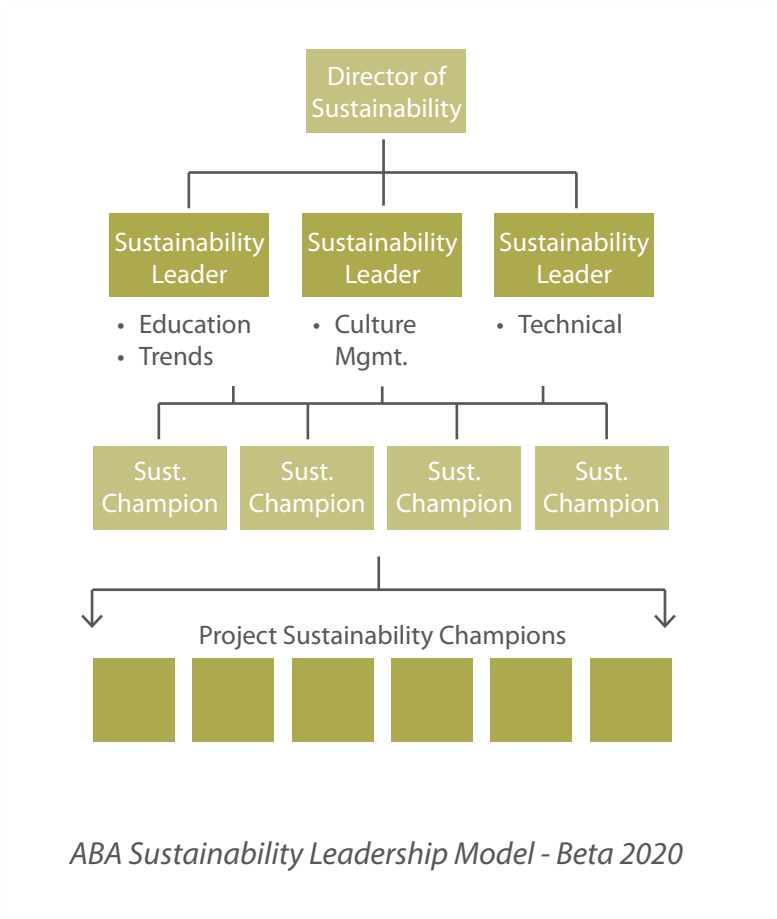 Director of
Sustainability
Sustainability
Leader
Sustainability
Leader
Sustainability
Leader
• Education
• Trends
• Culture
Mgmt.
• Technical
Sust.
Champion
Sust.
Champion
Sust.
Champion
Sust.
Champion
Project Sustainability Champions
ABA Sustainability Leadership Model - Beta 2020